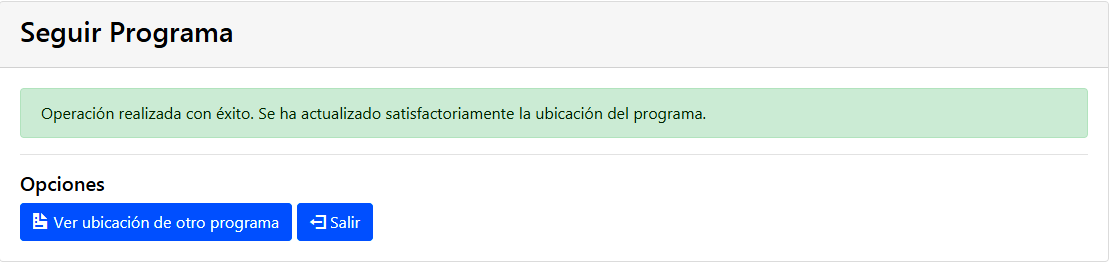 Seguir Programa
Operación realizada con éxito. Se ha actualizado satisfactoriamente la ubicación del programa.
Opciones
Ver ubicación de otro programa Salir